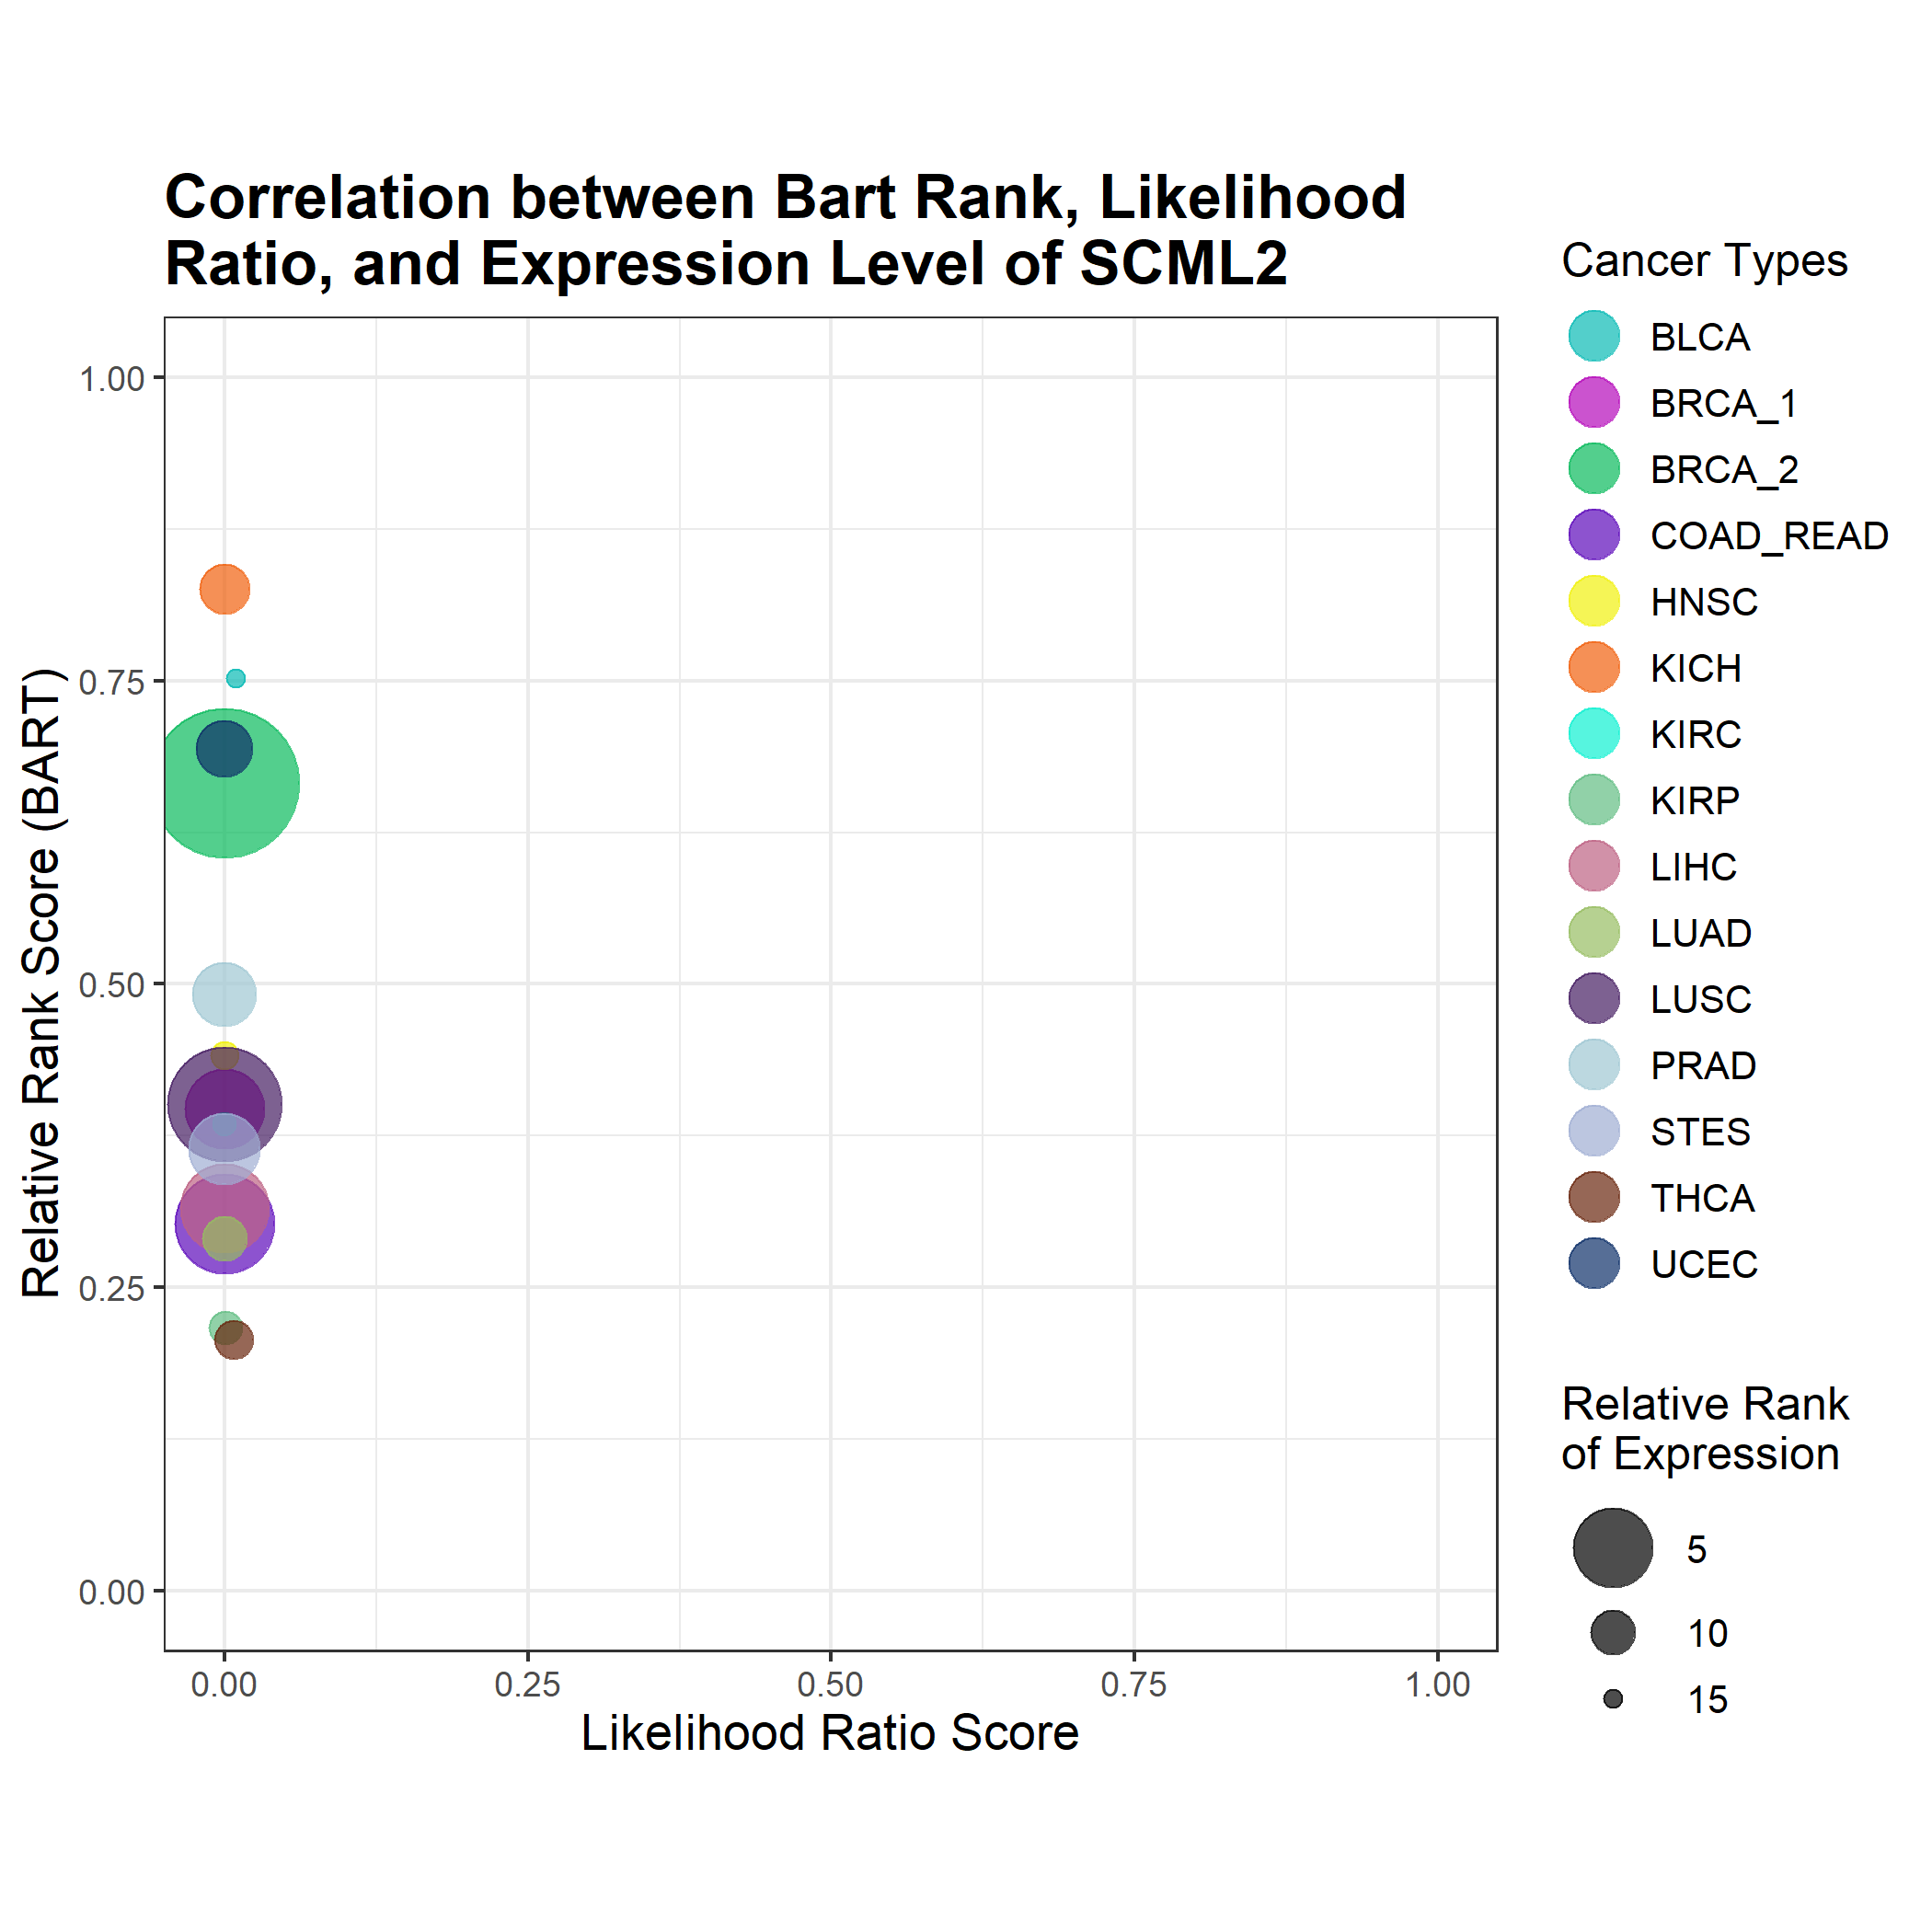 Correlation between Bart Rank, Likelihood
Ratio, and Expression Level of SCML2
Relative Rank Score (BART)
1.00
0.75
0.50
0.25
0.00
0.00
0.25
0.50
0.75
1.00
Likelihood Ratio Score
Cancer Types
BLCA
BRCA_1
BRCA_2
COAD_READ
HNSC
KICH
KIRC
KIRP
LIHC
LUAD
LUSC
PRAD
STES
THCA
UCEC
Relative Rank
of Expression
5
10
15